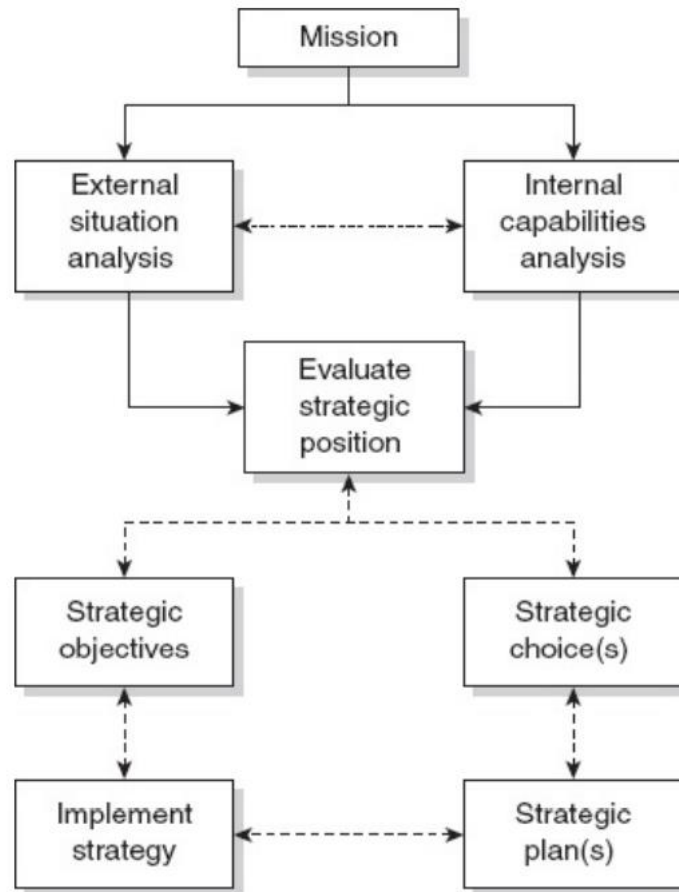 Mission
External
situation
analysis
Internal
capabilities
analysis
Evaluate
strategic
position
Strategic
objectives
Strategic
choice(s)
Implement
strategy
Strategic
plan(s)